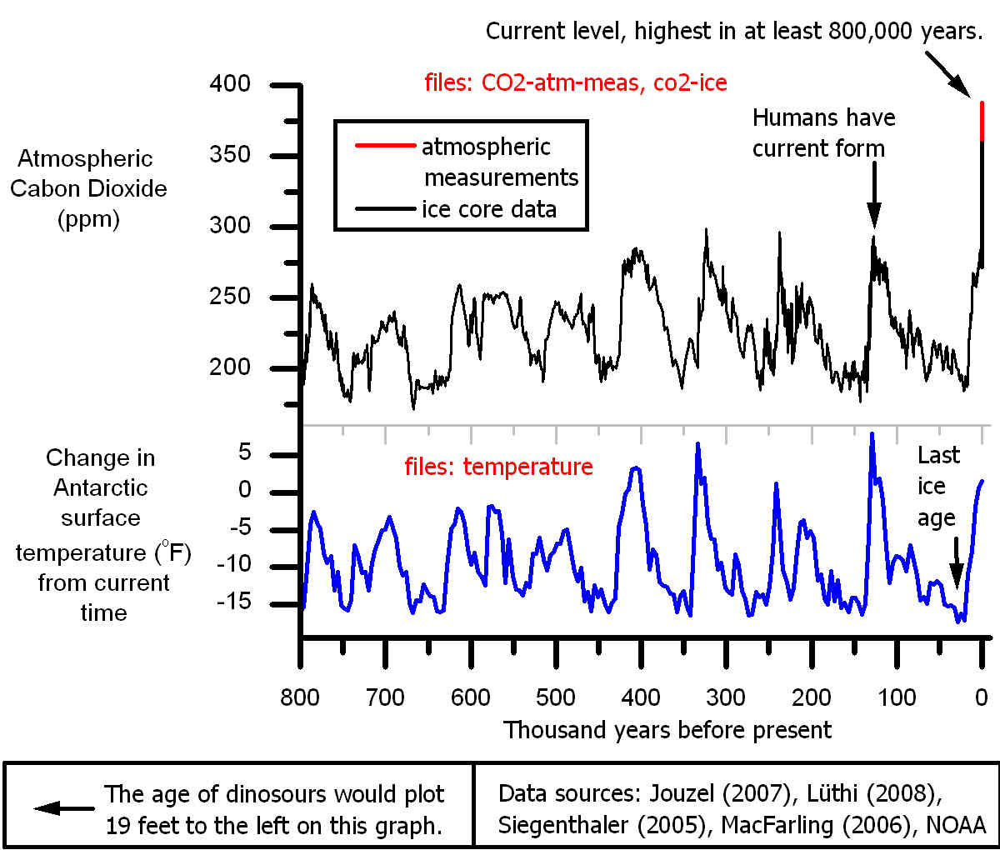 Current level, highest in at least 800,000 years.
files: CO2-atm-meas, co2-ice
Humans have
current form
atmospheric
measurements
ice core data
Atmospheric
Cabon Dioxide
(ppm)
400
350
300
250
200
Change in
Antarctic
surface
temperature (°F)
from current
time
files: temperature
5
0
-5
-10
-15
Last
ice
age
800 700 600 500 400 300 200 100 0
Thousand years before present
The age of dinosours would plot
19 feet to the left on this graph.
Data sources: Jouzel (2007), Lüthi (2008),
Siegenthaler (2005), MacFarling (2006), NOAA